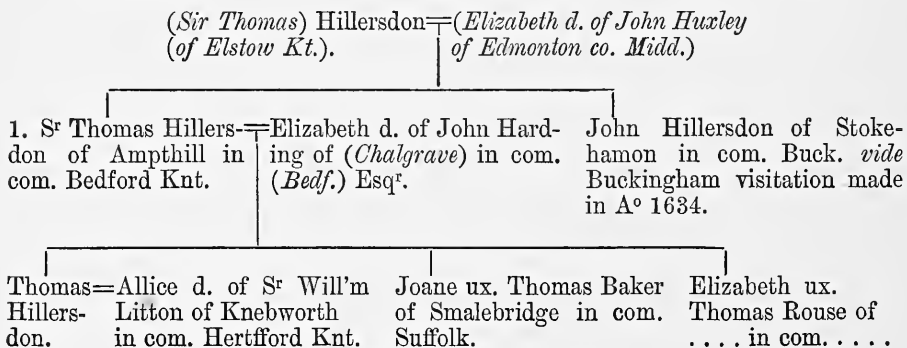 (Sir Thomas) Hillersdon=(Elizabeth d. of John Huxley
(of Elstow Kt.). of Edmonton co. Midd.)
1. Sʳ Thomas Hillers-
don of Ampthill in
com. Bedford Knt.
=Elizabeth d. of John Hard-
ing of (Chalgrave) in com.
(Bedf.) Esqʳ.
John Hillersdon of Stoke-
hamon in com. Buck. vide
Buckingham visitation made
in Aº 1634.
Thomas=
Hillers-
don.
Allice d. of Sʳ Will'm
Litton of Knebworth
in com. Hertfford Knt.
Joane ux. Thomas Baker
of Smalebridge in com.
Suffolk.
Elizabeth ux.
Thomas Rouse of
. . . . in com. . . . .